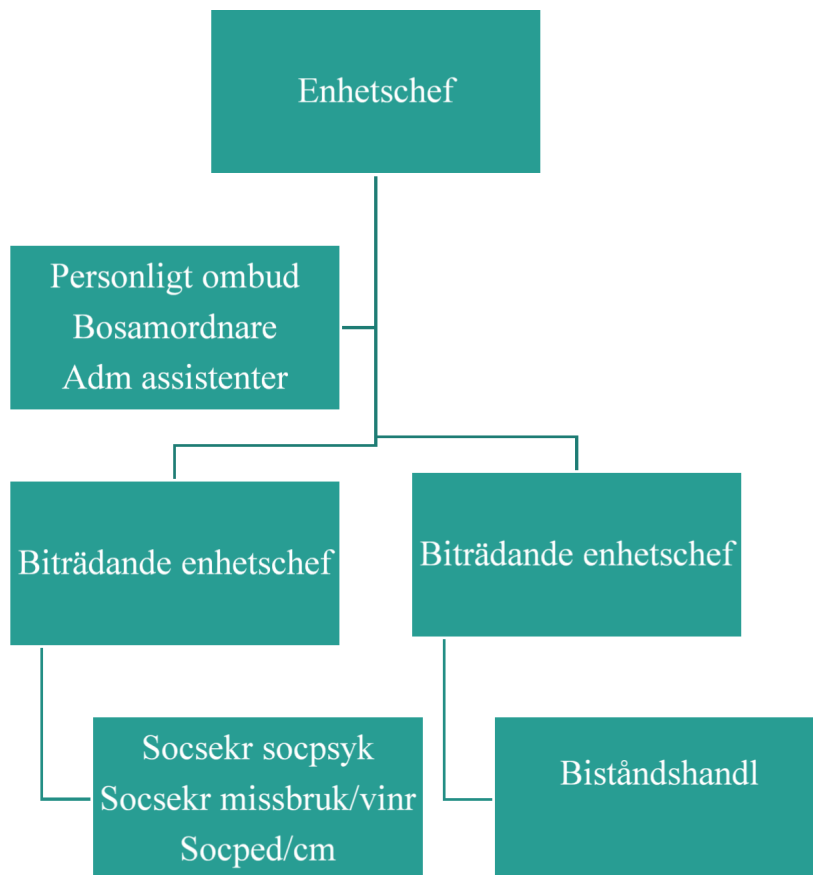 Enhetschef
Personligt ombud
Bosamordnare
Adm assistenter
Biträdande enhetschef
Biträdande enhetschef
Socsekr socpsyk
Socsekr missbruk/vinr
Socped/cm
Biståndshandl